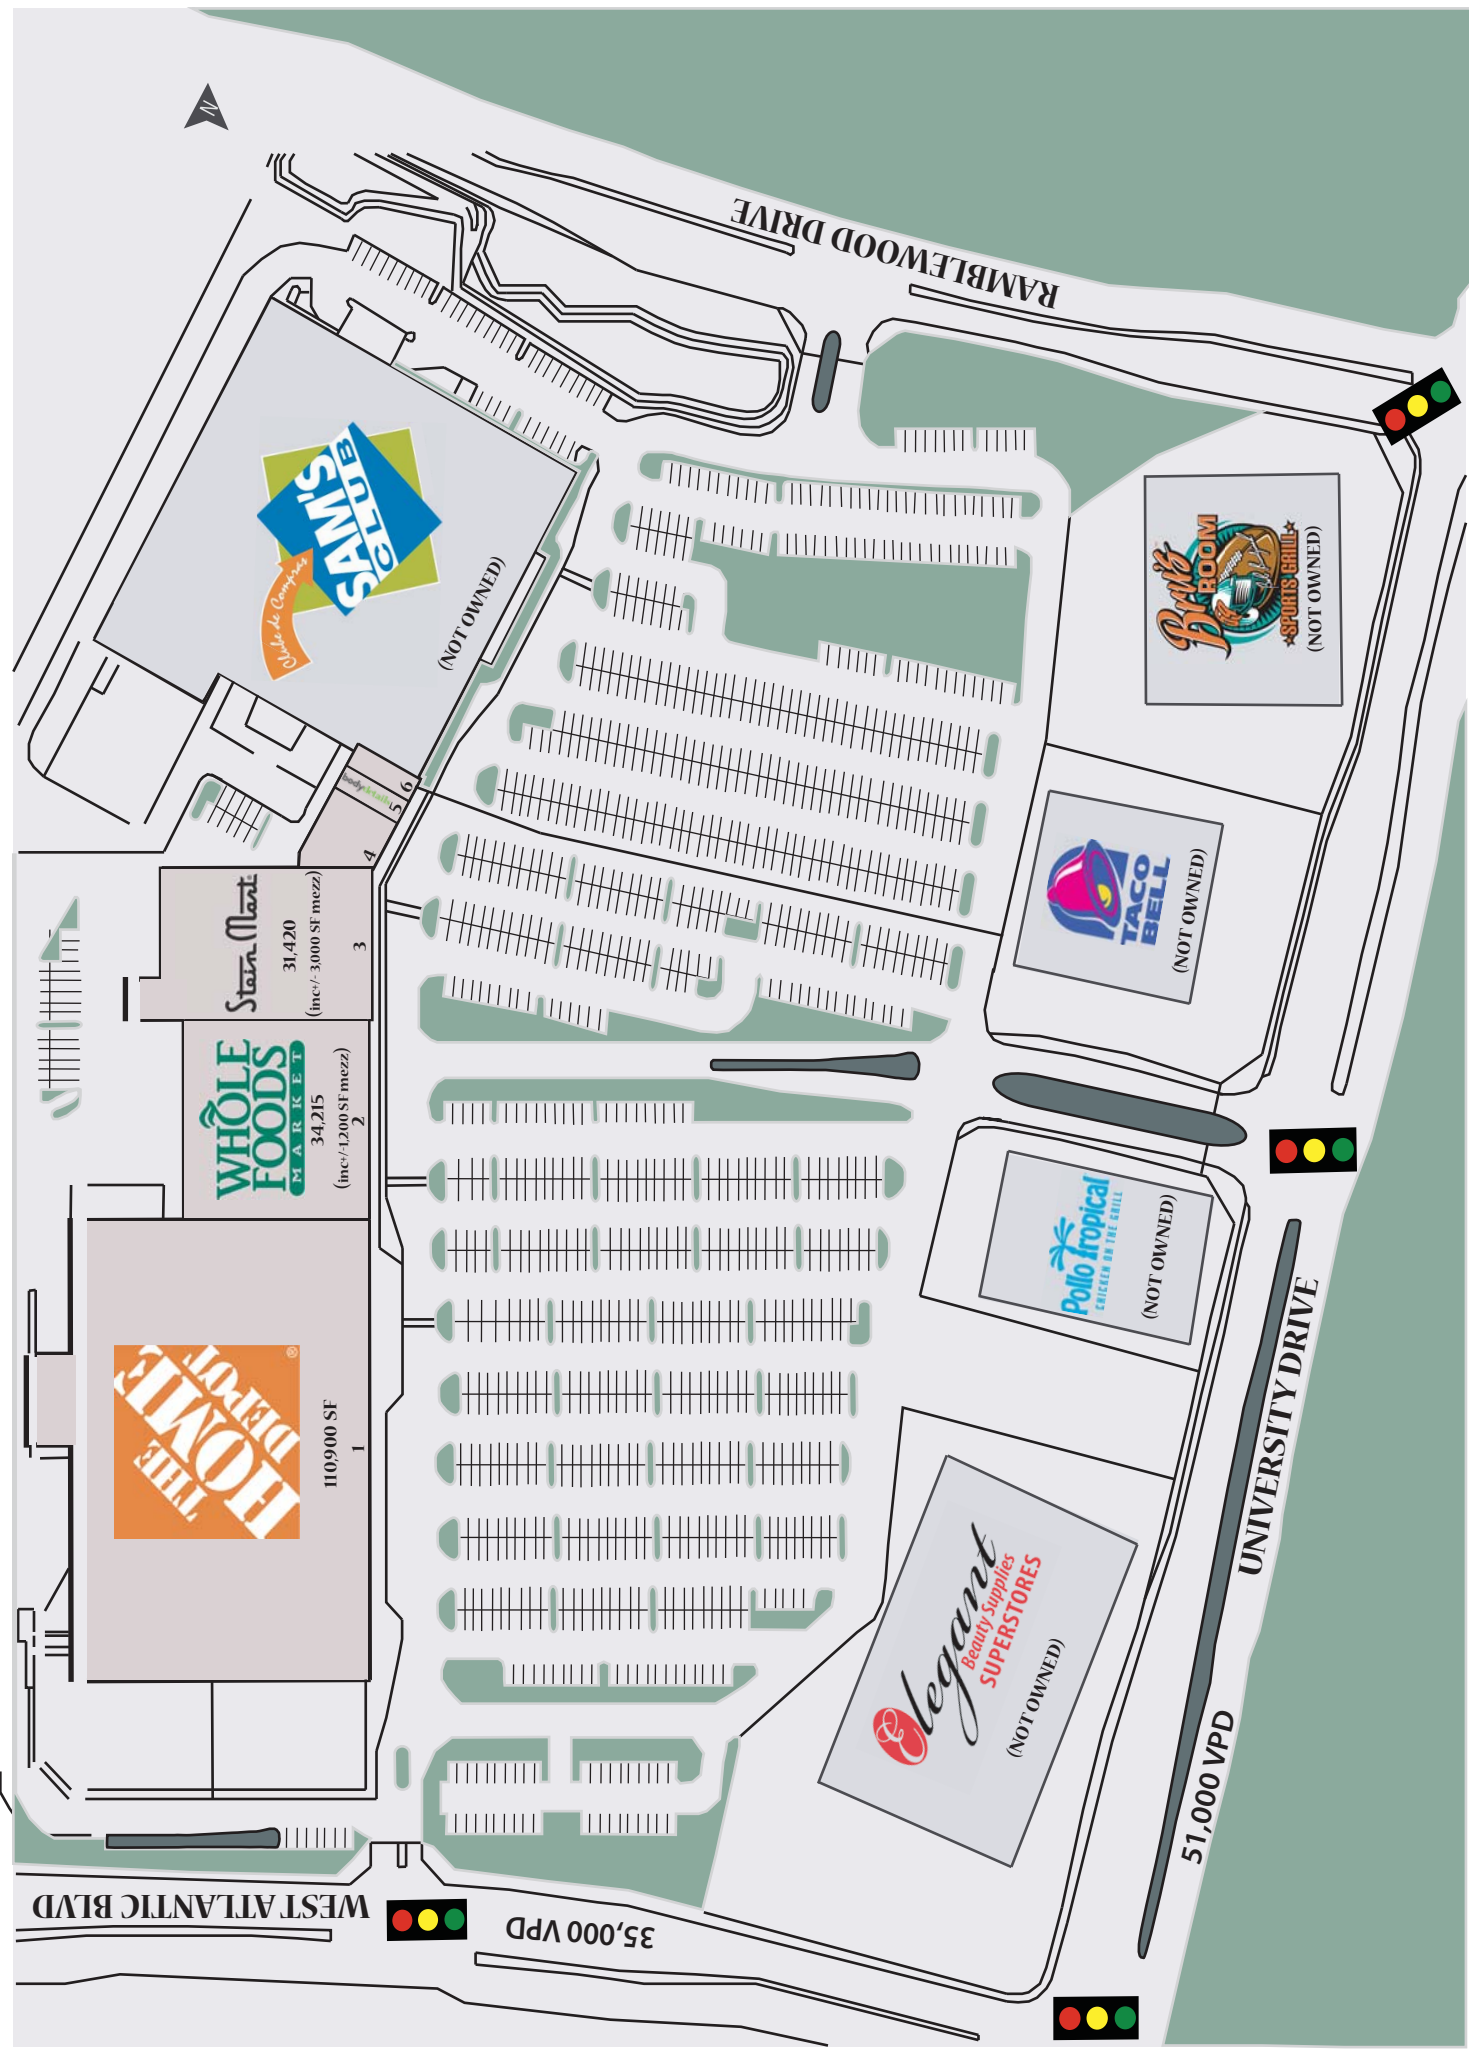 N
RAMBLEWOOD DRIVE
Clube de Compras
SAM'S
CLUB
(NOT OWNED)
Bru's
ROOM
SPORTS GRILL
(NOT OWNED)
bodydetails
6
5
4
TACO
BELL
(NOT OWNED)
Stein Mart
31,420
(inc+/- 3,000 SF mezz)
3
WHOLE
FOODS
MARKET
34,215
(inc+/-1,200 SF mezz)
2
Pollo Tropical
CHICKEN ON THE GRILL
(NOT OWNED)
THE
HOME
DEPOT
®
110,900 SF
1
UNIVERSITY DRIVE
Elegant
Beauty Supplies
SUPERSTORES
(NOT OWNED)
51,000 VPD
WEST ATLANTIC BLVD
35,000 VPD